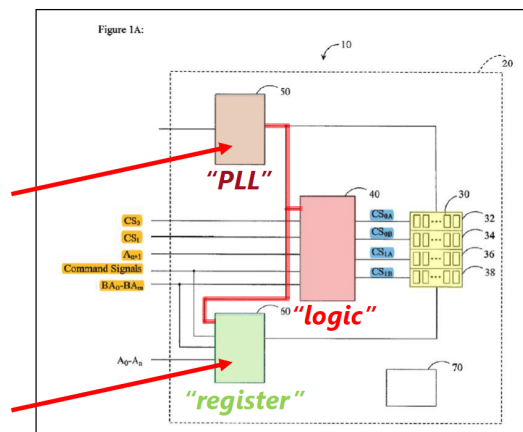 Figure 1A:
10
20
50
"PLL"
40
30
CS₀
CS₁
Aₙ₊₁
Command Signals
BA₀-BAₘ
CS₀A
CS₀B
CS₁A
CS₁B
32
34
36
38
"logic"
60
A₀-Aₙ
"register"
70